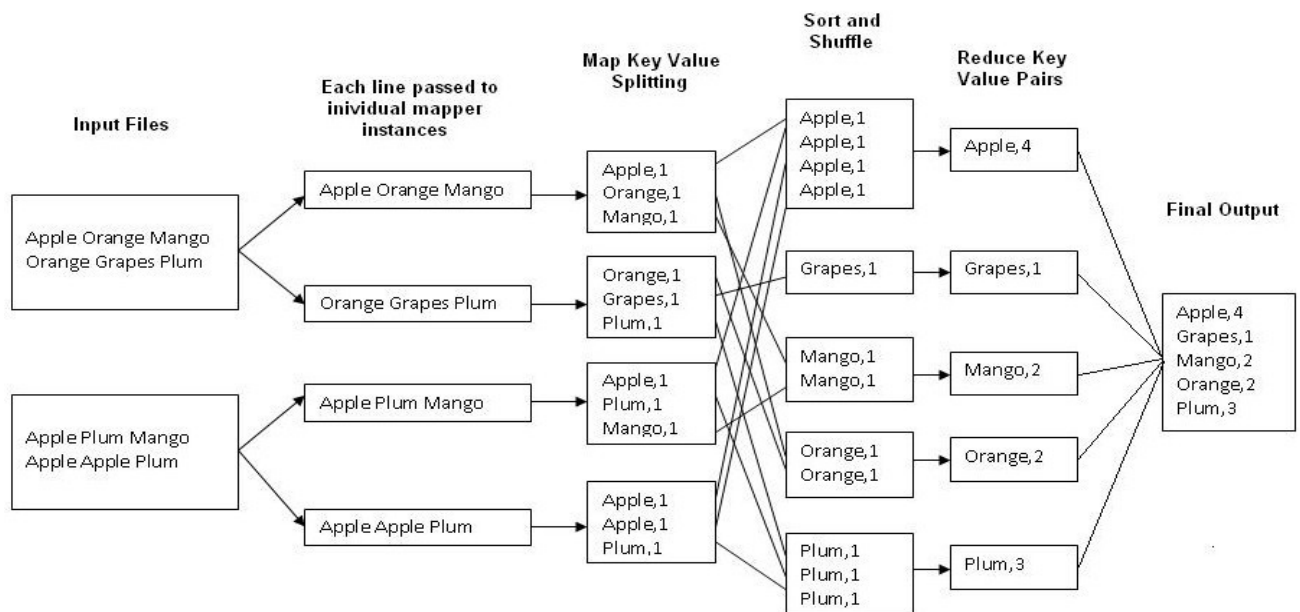 Input Files
Apple Orange Mango
Orange Grapes Plum
Apple Plum Mango
Apple Apple Plum
Each line passed to
inividual mapper
instances
Apple Orange Mango
Orange Grapes Plum
Apple Plum Mango
Apple Apple Plum
Map Key Value
Splitting
Apple,1
Orange,1
Mango,1
Orange,1
Grapes,1
Plum,1
Apple,1
Plum,1
Mango,1
Apple,1
Apple,1
Plum,1
Sort and
Shuffle
Apple,1
Apple,1
Apple,1
Apple,1
Grapes,1
Mango,1
Mango,1
Orange,1
Orange,1
Plum,1
Plum,1
Plum,1
Reduce Key
Value Pairs
Apple,4
Grapes,1
Mango,2
Orange,2
Plum,3
Final Output
Apple,4
Grapes,1
Mango,2
Orange,2
Plum,3